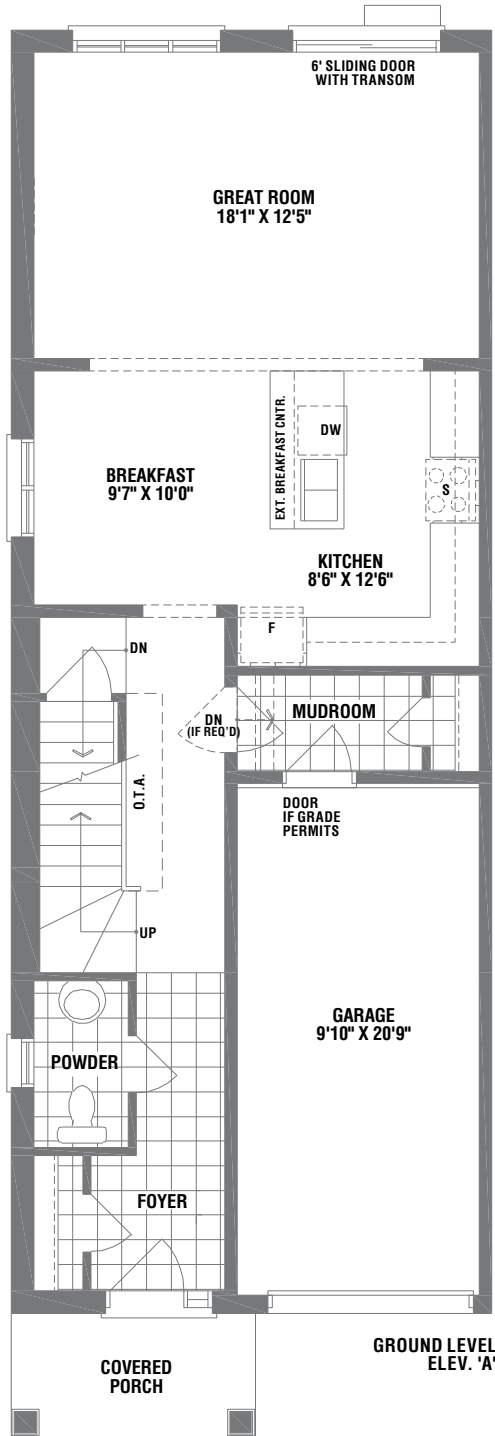 6' SLIDING DOOR
WITH TRANSOM
GREAT ROOM
18'1" X 12'5"
EXT. BREAKFAST CNTR.
DW
BREAKFAST
9'7" X 10'0"
S
KITCHEN
8'6" X 12'6"
F
DN
DN
(IF REQ'D)
MUDROOM
O.T.A.
DOOR
IF GRADE
PERMITS
UP
GARAGE
9'10" X 20'9"
POWDER
FOYER
GROUND LEVEL
ELEV. 'A'
COVERED
PORCH